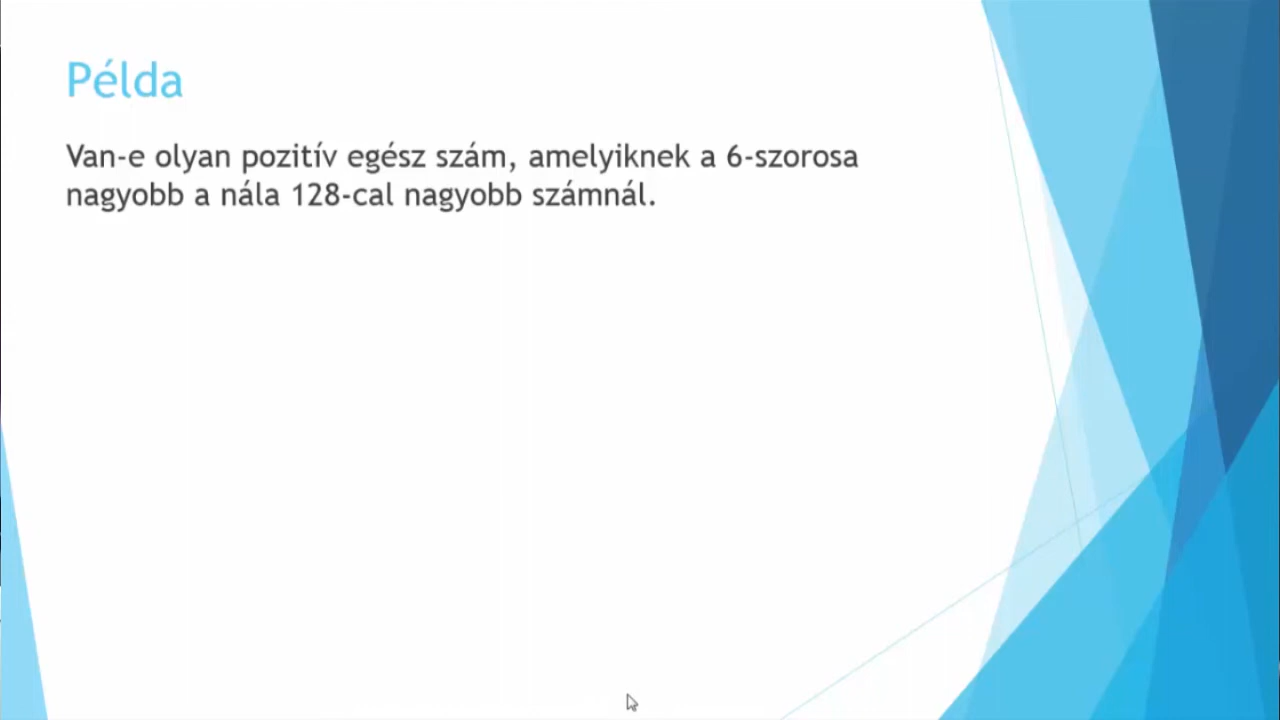 Példa
Van-e olyan pozitív egész szám, amelyiknek a 6-szorosa
nagyobb a nála 128-cal nagyobb számnál.